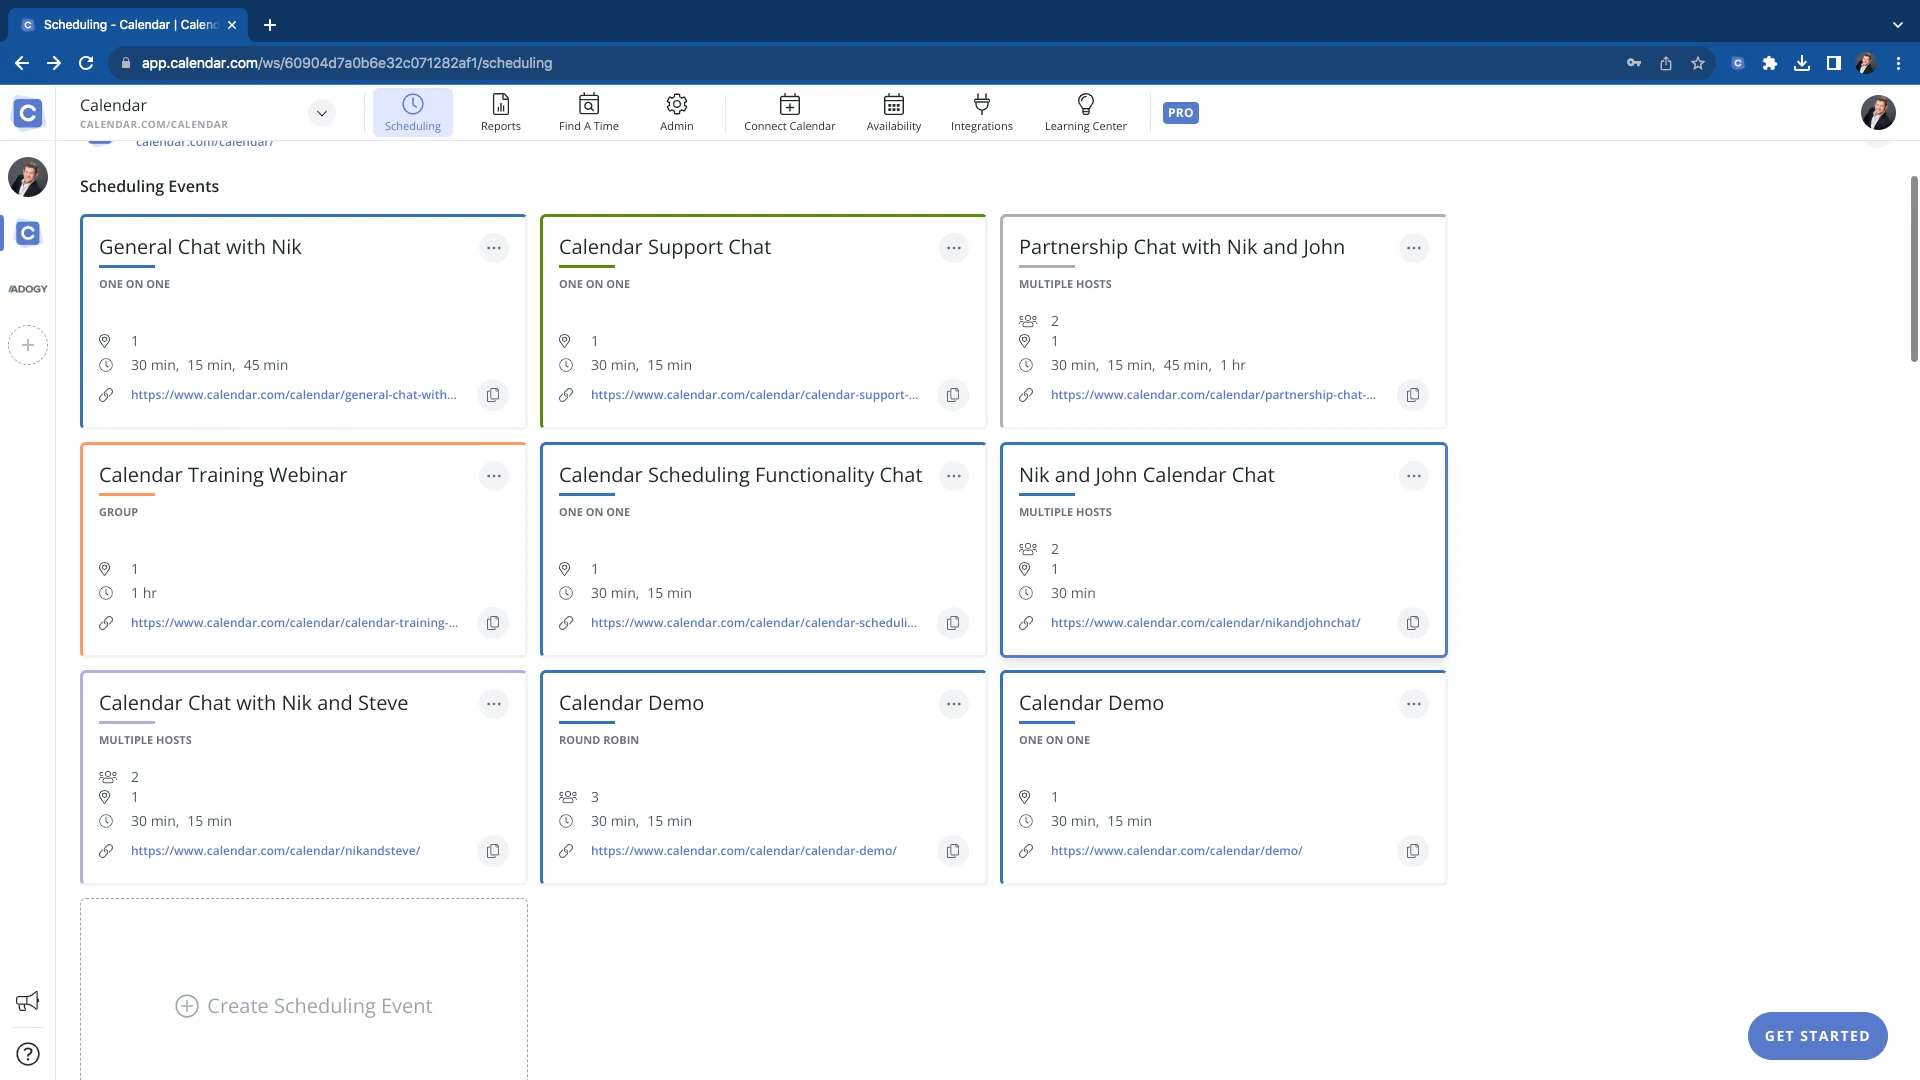 Scheduling - Calendar | Calend
app.calendar.com/ws/60904d7a0b6e32c071282af1/scheduling
Calendar
CALENDAR.COM/CALENDAR
Scheduling
Reports
Find A Time
Admin
Connect Calendar
Availability
Integrations
Learning Center
PRO
calendar.com/calendar/
ADOGY
Scheduling Events
General Chat with Nik
ONE ON ONE
1
30 min, 15 min, 45 min
https://www.calendar.com/calendar/general-chat-with...
Calendar Support Chat
ONE ON ONE
1
30 min, 15 min
https://www.calendar.com/calendar/calendar-support-...
Partnership Chat with Nik and John
MULTIPLE HOSTS
2
1
30 min, 15 min, 45 min, 1 hr
https://www.calendar.com/calendar/partnership-chat-...
Calendar Training Webinar
GROUP
1
1 hr
https://www.calendar.com/calendar/calendar-training-...
Calendar Scheduling Functionality Chat
ONE ON ONE
1
30 min, 15 min
https://www.calendar.com/calendar/calendar-scheduli...
Nik and John Calendar Chat
MULTIPLE HOSTS
2
1
30 min
https://www.calendar.com/calendar/nikandjohnchat/
Calendar Chat with Nik and Steve
MULTIPLE HOSTS
2
1
30 min, 15 min
https://www.calendar.com/calendar/nikandsteve/
Calendar Demo
ROUND ROBIN
3
30 min, 15 min
https://www.calendar.com/calendar/calendar-demo/
Calendar Demo
ONE ON ONE
1
30 min, 15 min
https://www.calendar.com/calendar/demo/
Create Scheduling Event
GET STARTED